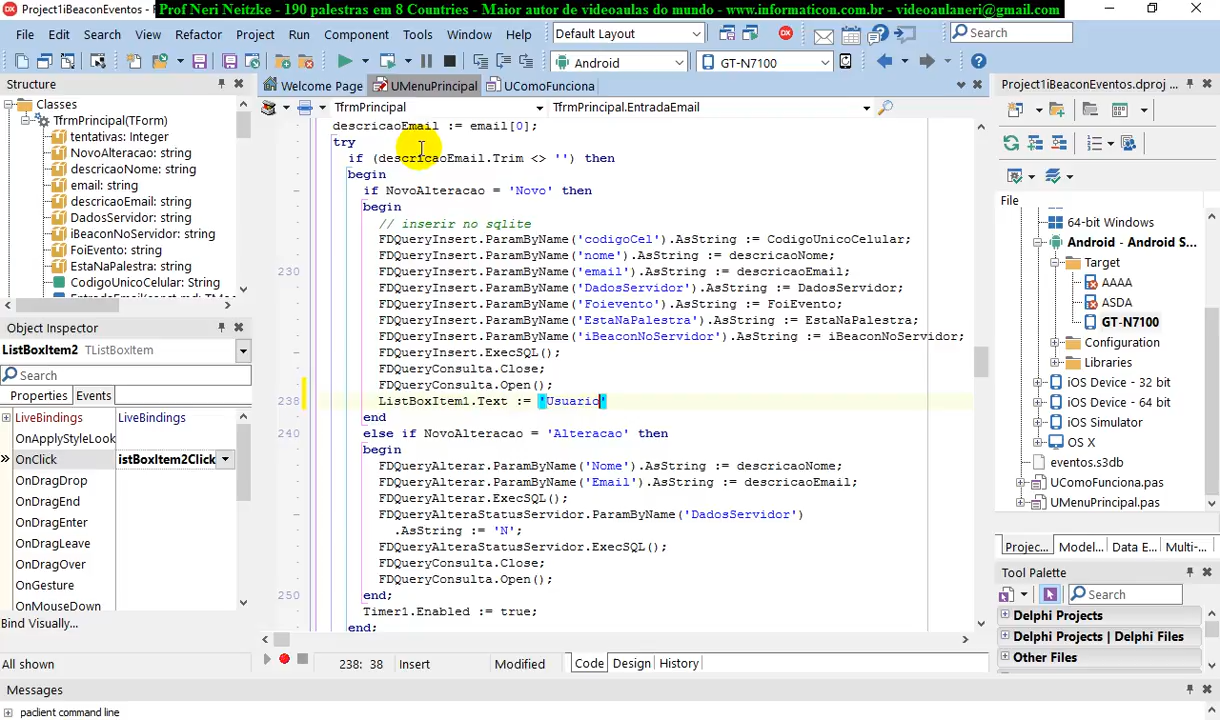 Project1iBeaconEventos - E
Prof Neri Neitzke - 190 palestras em 8 Countries - Maior autor de videoaulas do mundo - www.informaticon.com.br - videoaulaneri@gmail.com
File Edit Search View Refactor Project Run Component Tools Window Help Default Layout Search
Android GT-N7100
Structure
Welcome Page UMenuPrincipal UComoFunciona
Project1iBeaconEventos.dproj ...
Classes
TfrmPrincipal TfrmPrincipal.EntradaEmail
TfrmPrincipal(TForm)
tentativas: Integer
NovoAlteracao: string
descricaoNome: string
email: string
descricaoEmail: string
DadosServidor: string
iBeaconNoServidor: string
FoiEvento: string
EstaNaPalestra: string
CodigoUnicoCelular: String
descricaoEmail := email[0];
try
if (descricaoEmail.Trim <> '') then
begin
if NovoAlteracao = 'Novo' then
begin
// inserir no sqlite
FDQueryInsert.ParamByName('codigoCel').AsString := CodigoUnicoCelular;
FDQueryInsert.ParamByName('nome').AsString := descricaoNome;
230 FDQueryInsert.ParamByName('email').AsString := descricaoEmail;
FDQueryInsert.ParamByName('DadosServidor').AsString := DadosServidor;
FDQueryInsert.ParamByName('Foievento').AsString := FoiEvento;
FDQueryInsert.ParamByName('EstaNaPalestra').AsString := EstaNaPalestra;
FDQueryInsert.ParamByName('iBeaconNoServidor').AsString := iBeaconNoServidor;
FDQueryInsert.ExecSQL();
FDQueryConsulta.Close;
FDQueryConsulta.Open();
238 ListBoxItem1.Text := 'Usuario'
end
240 else if NovoAlteracao = 'Alteracao' then
begin
FDQueryAlterar.ParamByName('Nome').AsString := descricaoNome;
FDQueryAlterar.ParamByName('Email').AsString := descricaoEmail;
FDQueryAlterar.ExecSQL();
FDQueryAlteraStatusServidor.ParamByName('DadosServidor')
.AsString := 'N';
FDQueryAlteraStatusServidor.ExecSQL();
FDQueryConsulta.Close;
FDQueryConsulta.Open();
250 end;
Timer1.Enabled := true;
end;
Object Inspector
ListBoxItem2 TListBoxItem
Search
Properties Events
LiveBindings LiveBindings
OnApplyStyleLook
OnClick istBoxItem2Click
OnDragDrop
OnDragEnd
OnDragEnter
OnDragLeave
OnDragOver
OnGesture
OnMouseDown
Bind Visually...
All shown
238: 38 Insert Modified Code Design History
File
64-bit Windows
Android - Android S...
Target
AAAA
ASDA
GT-N7100
Configuration
Libraries
iOS Device - 32 bit
iOS Device - 64 bit
iOS Simulator
OS X
eventos.s3db
UComoFunciona.pas
UMenuPrincipal.pas
Projec... Model... Data E... Multi-...
Tool Palette
Search
Delphi Projects
Delphi Projects | Delphi Files
Other Files
Messages
paclient command line